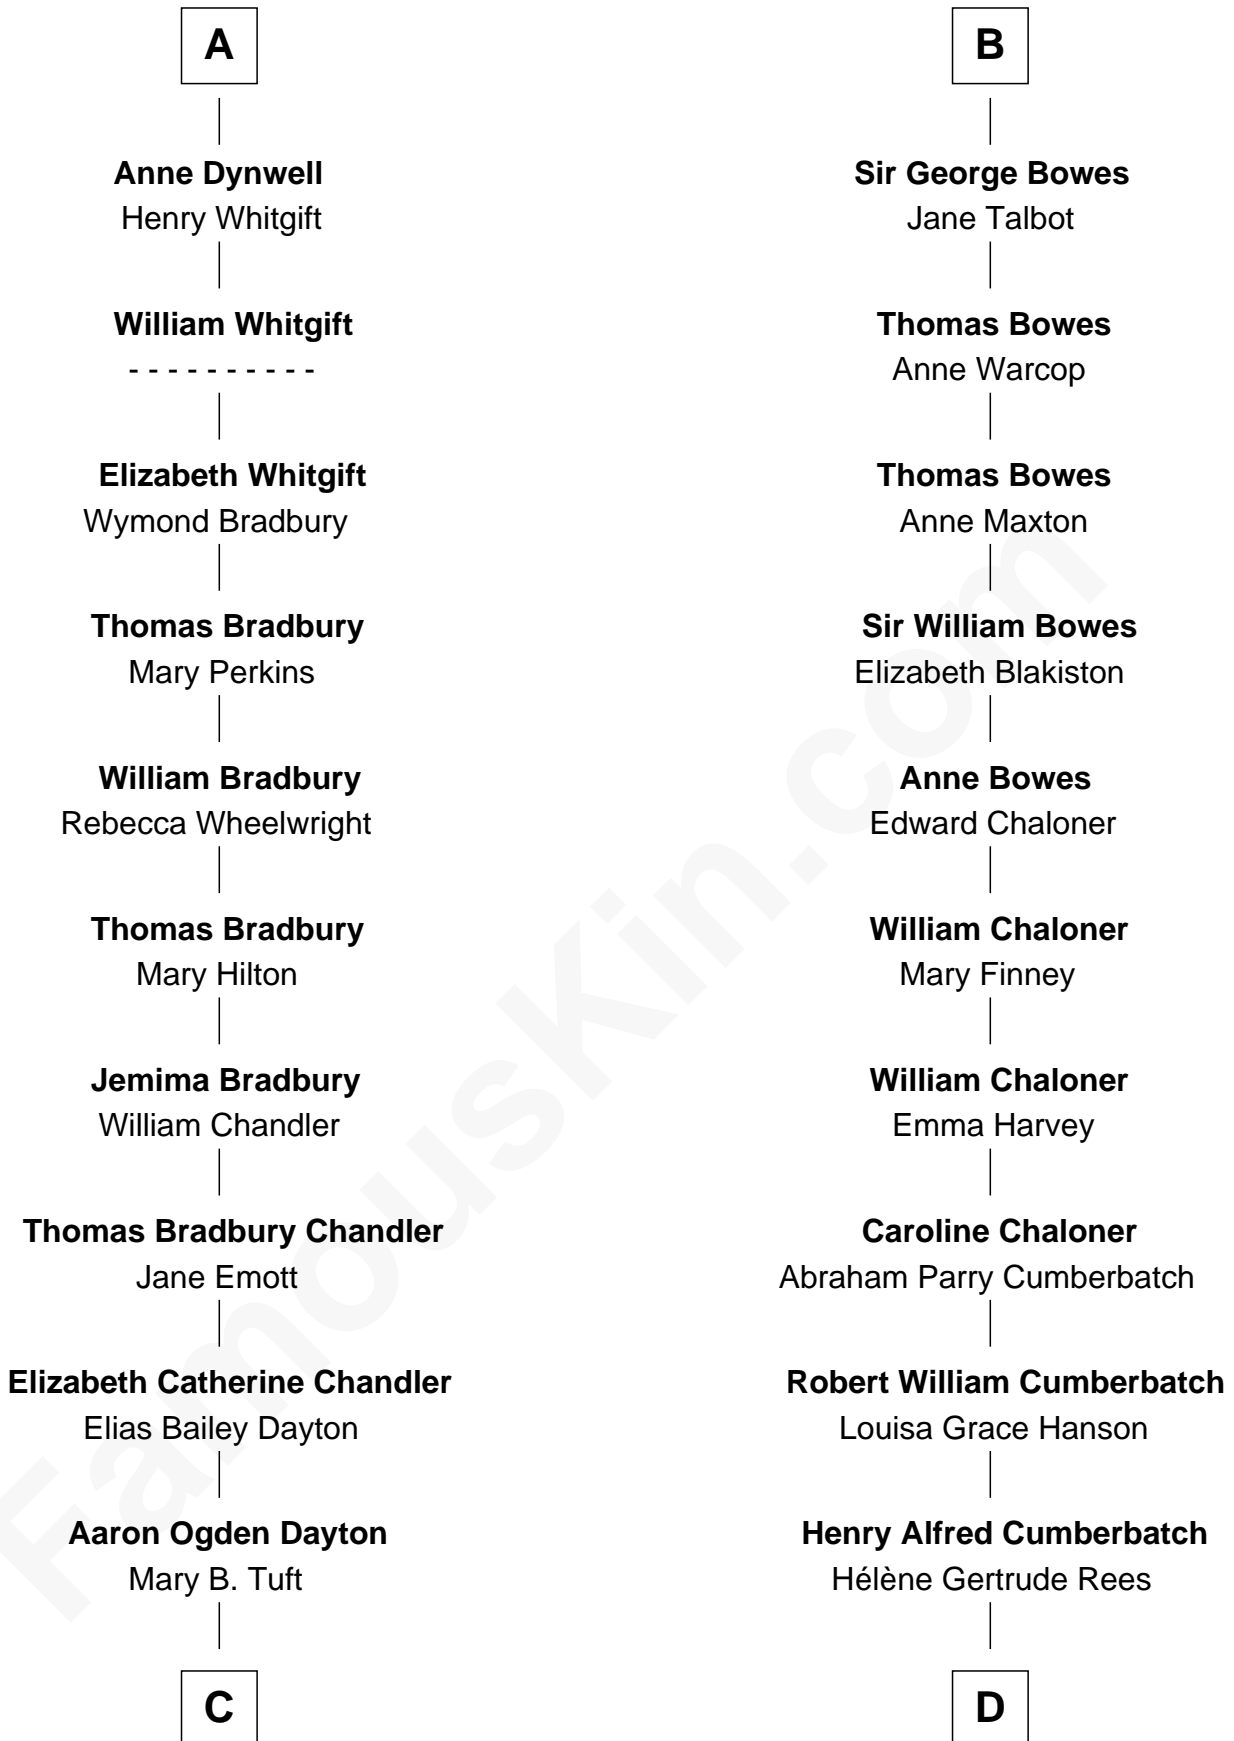 A
Anne Dynwell
Henry Whitgift
William Whitgift
- - - - - - - - - -
Elizabeth Whitgift
Wymond Bradbury
Thomas Bradbury
Mary Perkins
William Bradbury
Rebecca Wheelwright
Thomas Bradbury
Mary Hilton
Jemima Bradbury
William Chandler
Thomas Bradbury Chandler
Jane Emott
Elizabeth Catherine Chandler
Elias Bailey Dayton
Aaron Ogden Dayton
Mary B. Tuft
C
B
Sir George Bowes
Jane Talbot
Thomas Bowes
Anne Warcop
Thomas Bowes
Anne Maxton
Sir William Bowes
Elizabeth Blakiston
Anne Bowes
Edward Chaloner
William Chaloner
Mary Finney
William Chaloner
Emma Harvey
Caroline Chaloner
Abraham Parry Cumberbatch
Robert William Cumberbatch
Louisa Grace Hanson
Henry Alfred Cumberbatch
Hélène Gertrude Rees
D
FamousKin.com